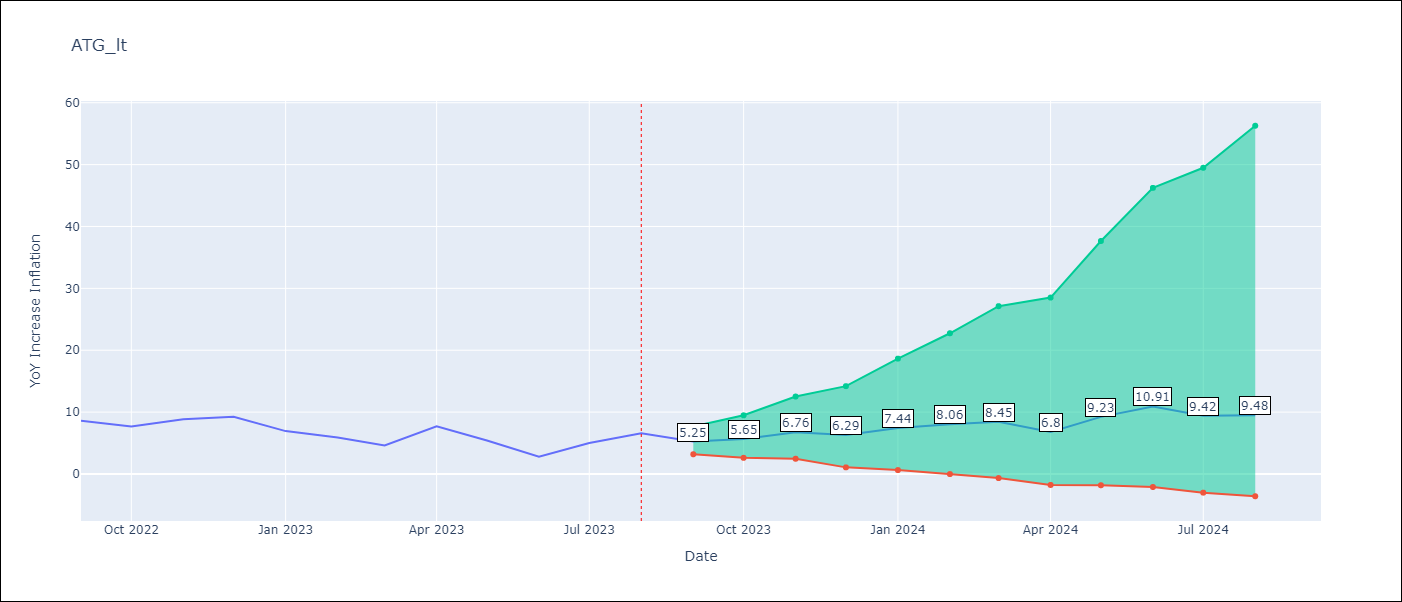 ATG_lt
YoY Increase Inflation
60
50
40
30
20
10
0
5.25
5.65
6.76
6.29
7.44
8.06
8.45
6.8
9.23
10.91
9.42
9.48
Oct 2022
Jan 2023
Apr 2023
Jul 2023
Oct 2023
Jan 2024
Apr 2024
Jul 2024
Date